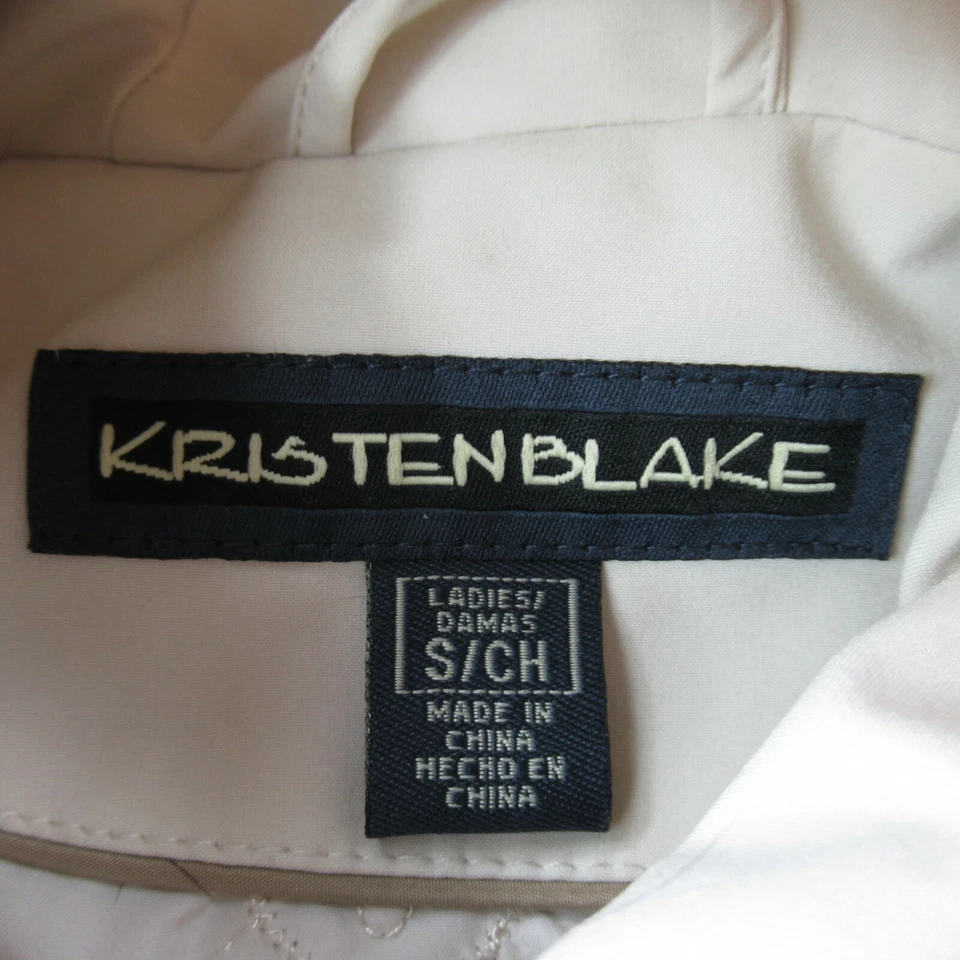 KRISTENBLAKE
LADIES/
DAMAS
S/CH
MADE IN
CHINA
HECHO EN
CHINA